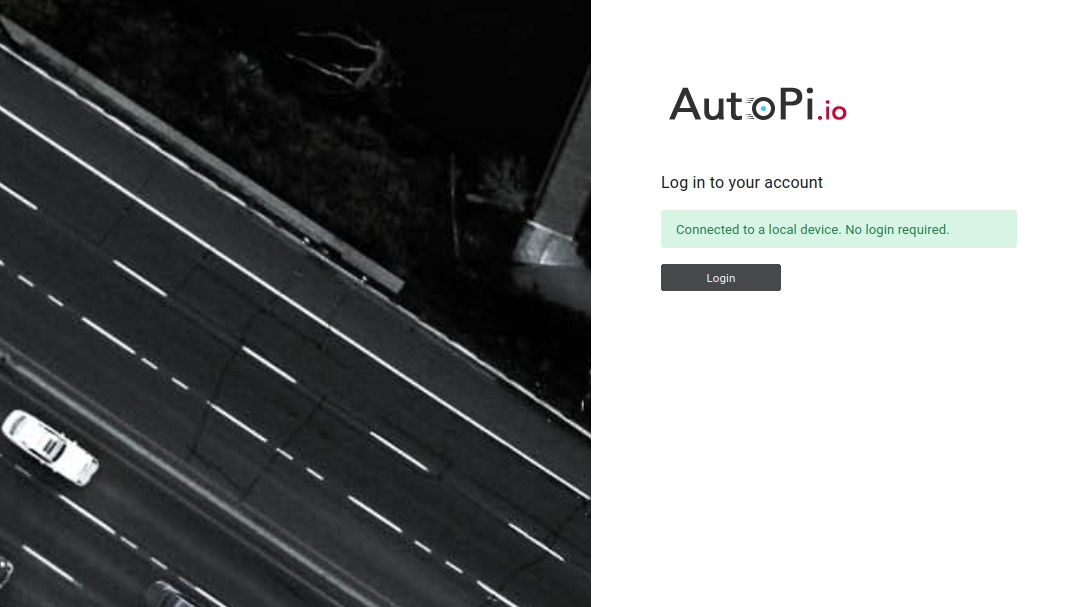 AutoPi.io
Log in to your account
Connected to a local device. No login required.
Login